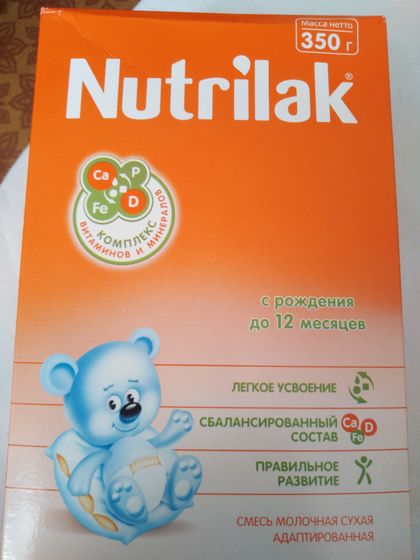 Масса нетто
350 г
Nutrilak®
Ca P
Fe D
КОМПЛЕКС
ВИТАМИНОВ И МИНЕРАЛОВ
с рождения
до 12 месяцев
ЛЕГКОЕ УСВОЕНИЕ
СБАЛАНСИРОВАННЫЙ
СОСТАВ
Ca D
Fe
ПРАВИЛЬНОЕ
РАЗВИТИЕ
СМЕСЬ МОЛОЧНАЯ СУХАЯ
АДАПТИРОВАННАЯ